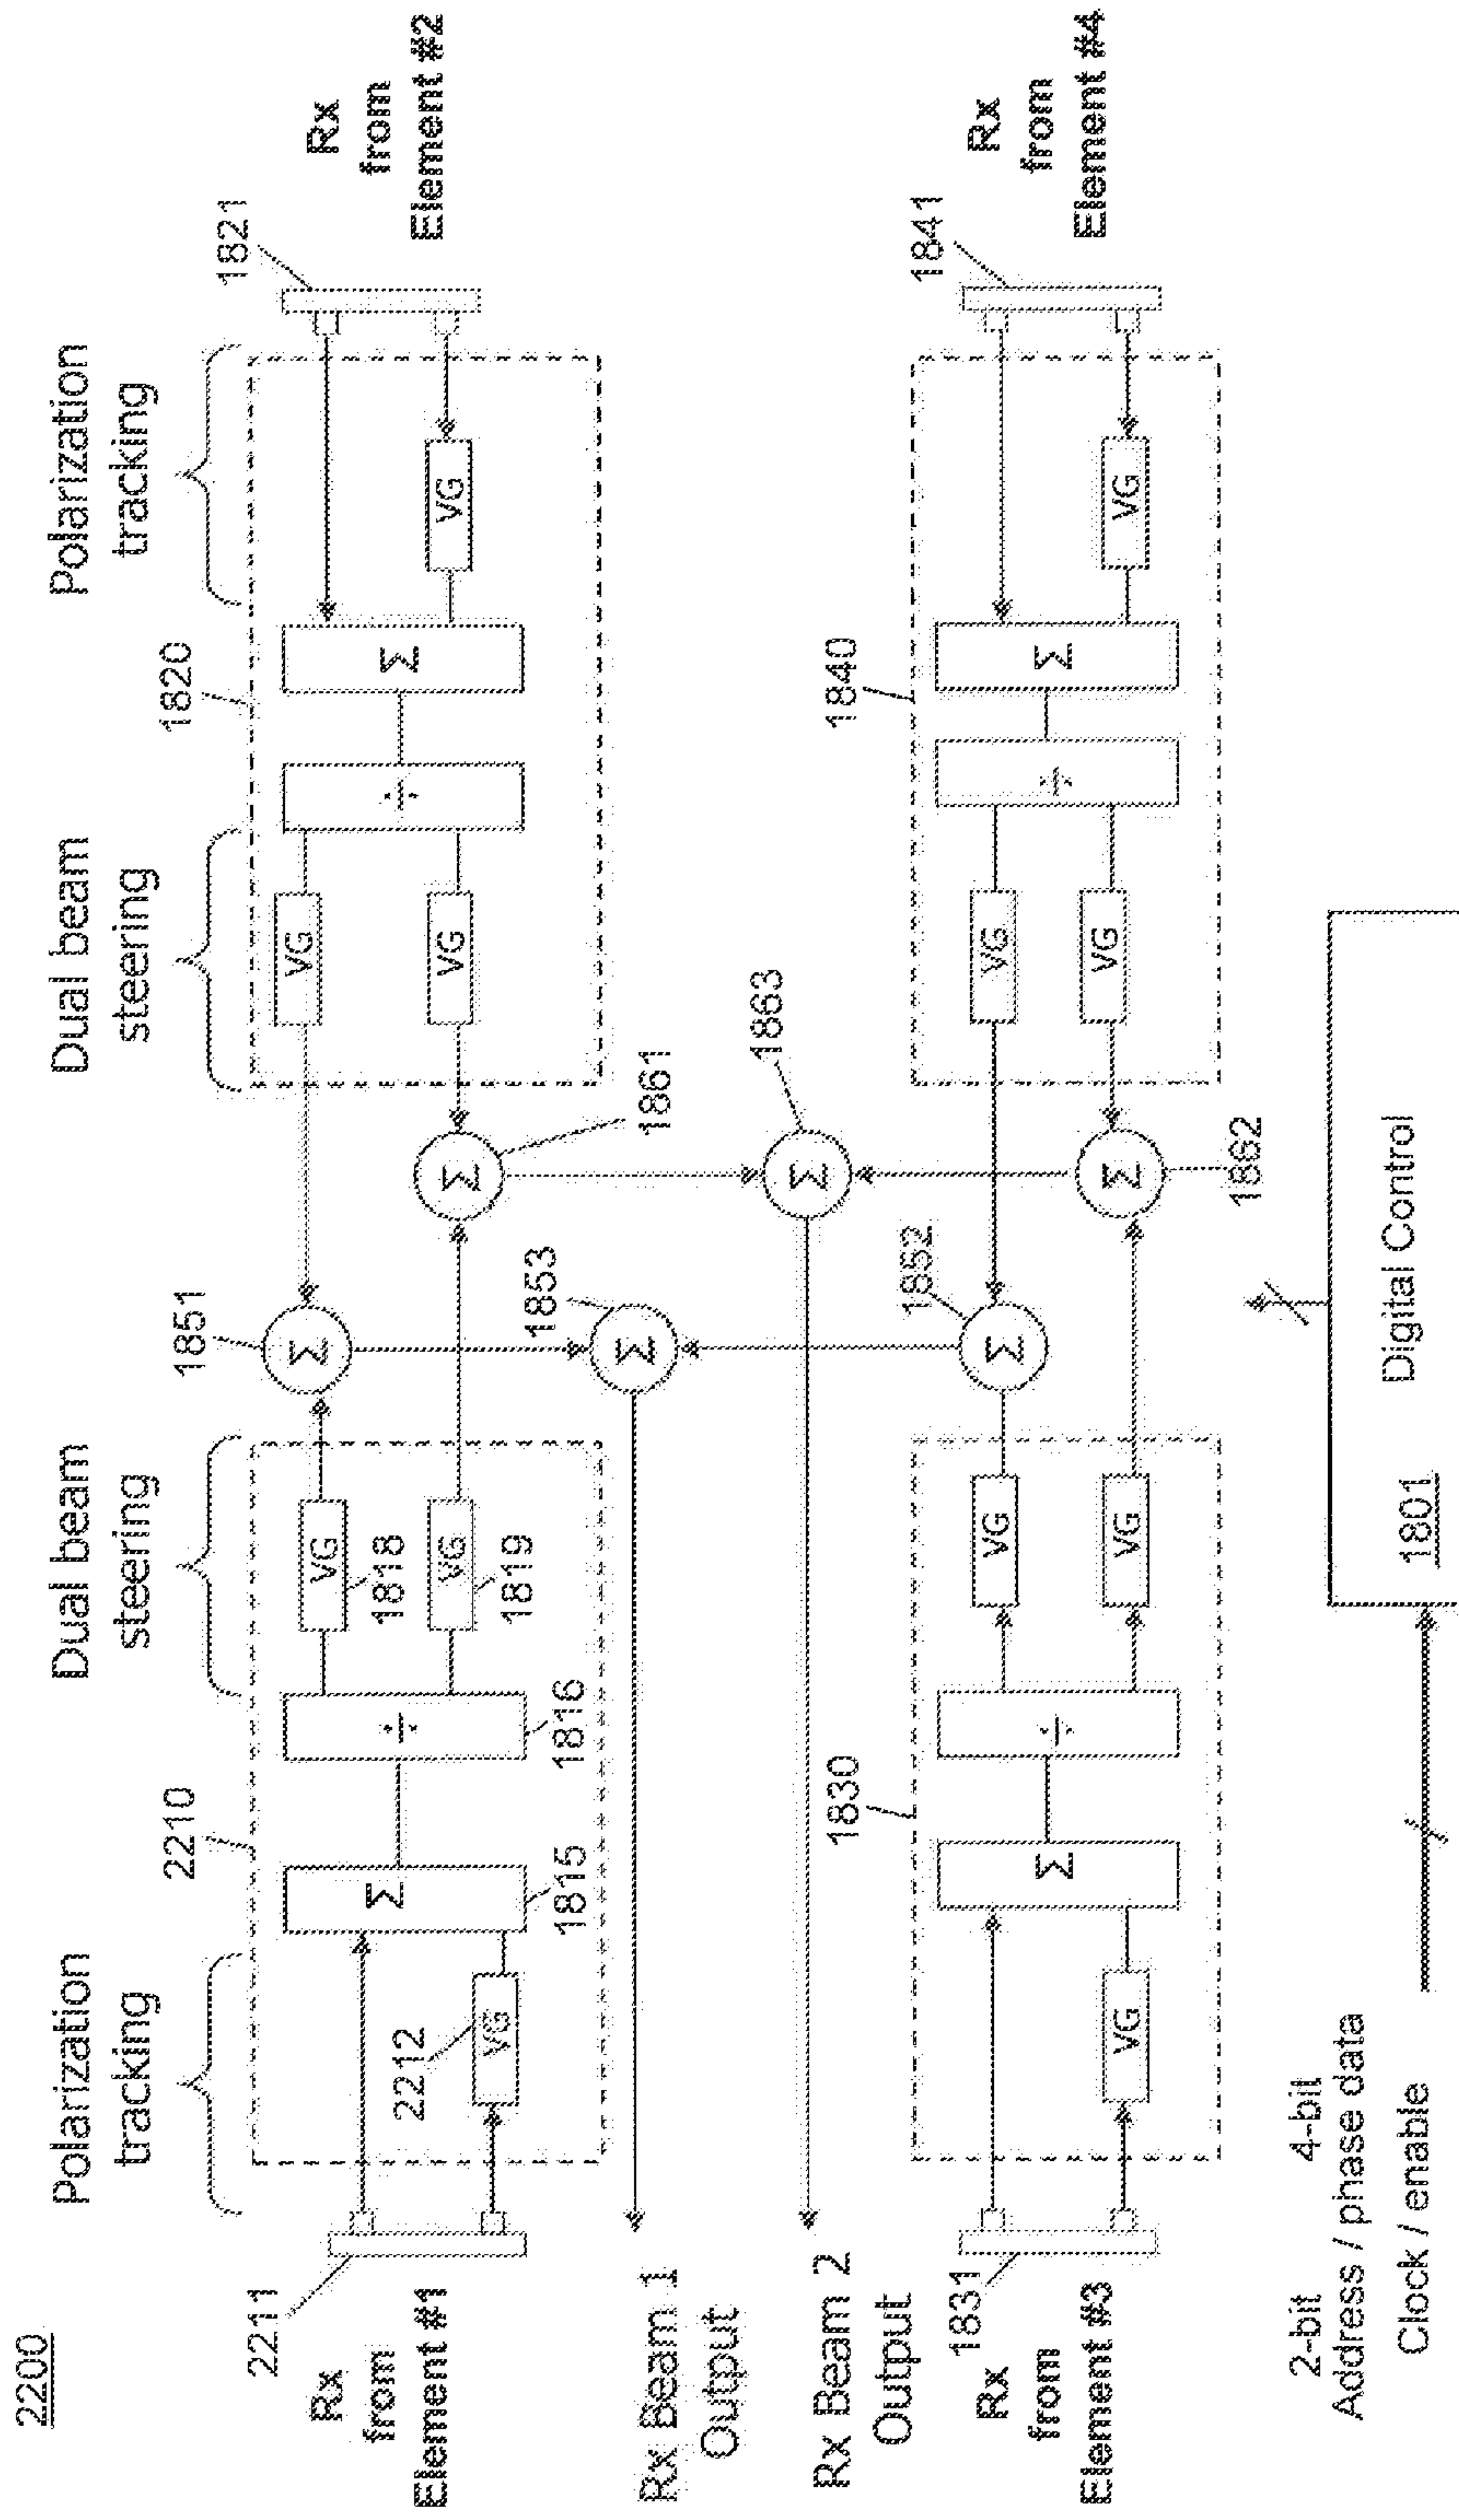 2200
Polarization
tracking
Dual beam
steering
Dual beam
steering
Polarization
tracking
2210
1851
1820
1821
2211
Rx
from
Element #1
2212
VG
Σ
1815
÷
1816
VG
1818
VG
1819
Σ
Σ
1861
VG
VG
÷
Σ
VG
Rx
from
Element #2
1853
Σ
Rx Beam 1
Output
1863
Σ
Rx Beam 2
Output
1830
1852
1840
1841
1831
Rx
from
Element #3
VG
Σ
÷
VG
VG
Σ
Σ
1862
VG
VG
÷
Σ
VG
Rx
from
Element #4
2-bit 4-bit
Address / phase data
Clock / enable
Digital Control
1801